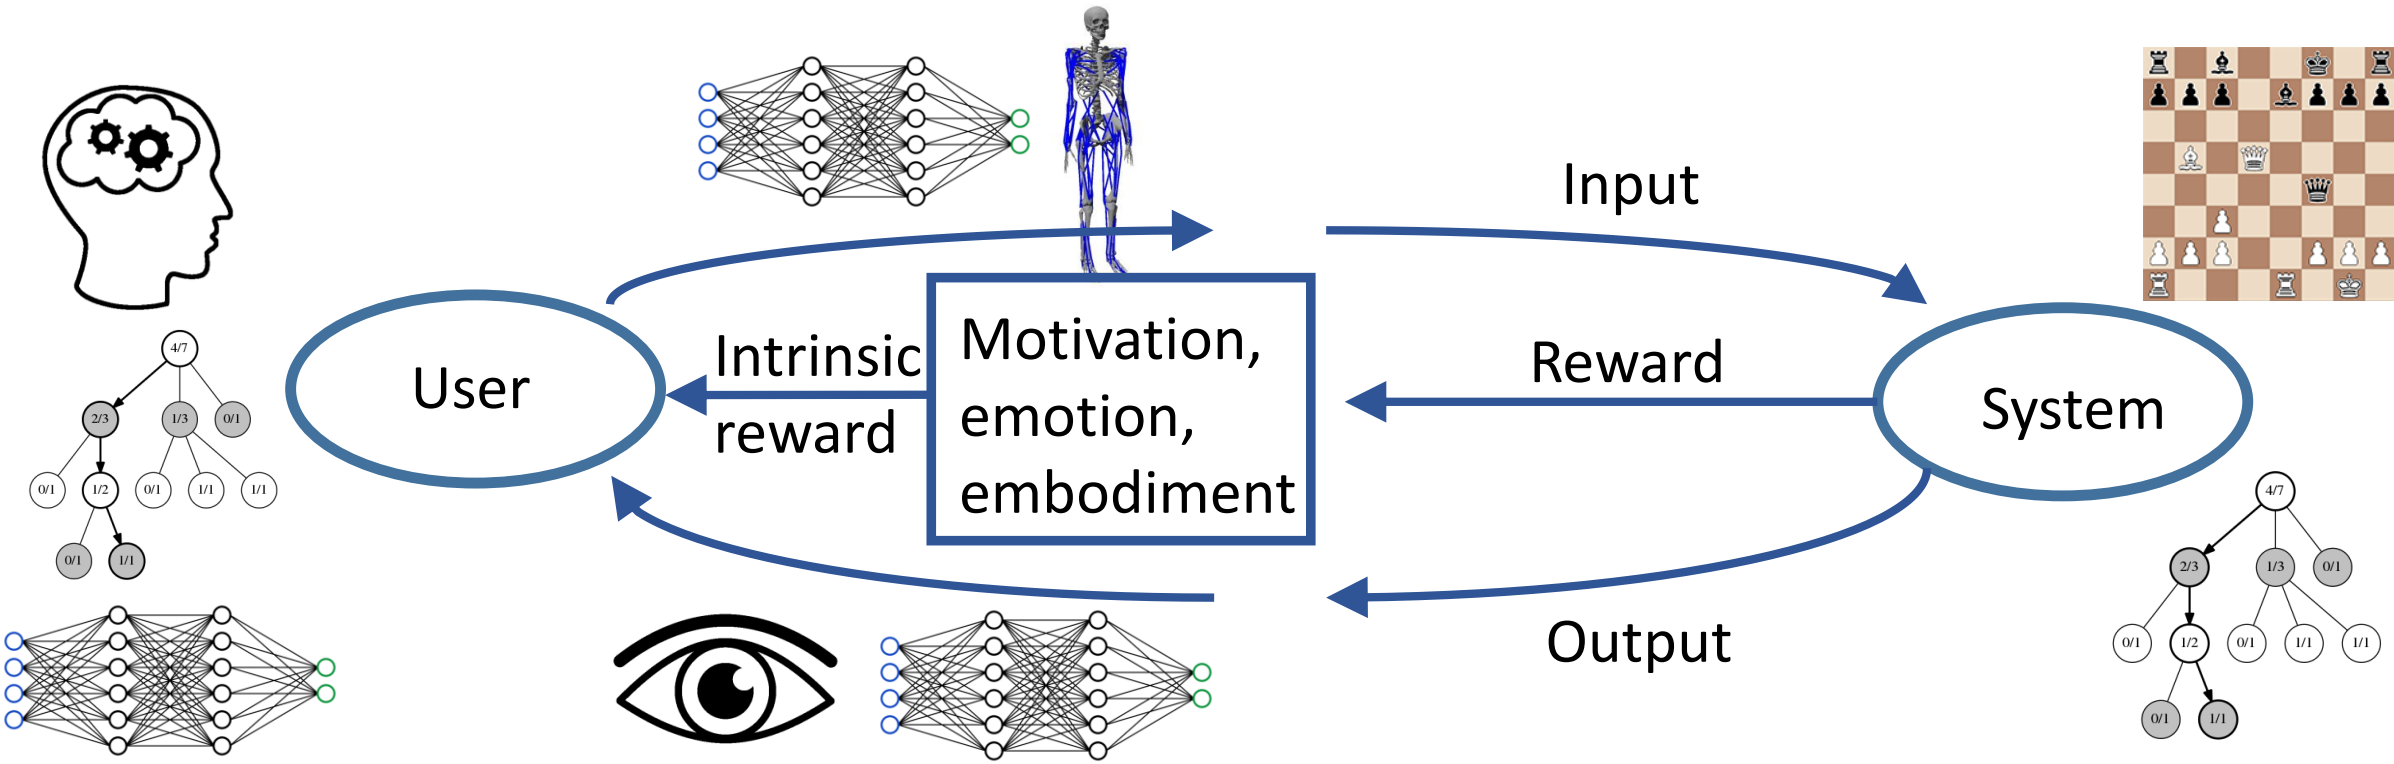 Input
Motivation,
emotion,
embodiment
Intrinsic
reward
User
Reward
System
Output
4/7
2/3
1/3
0/1
0/1
1/2
0/1
1/1
1/1
0/1
1/1
4/7
2/3
1/3
0/1
0/1
1/2
0/1
1/1
1/1
0/1
1/1